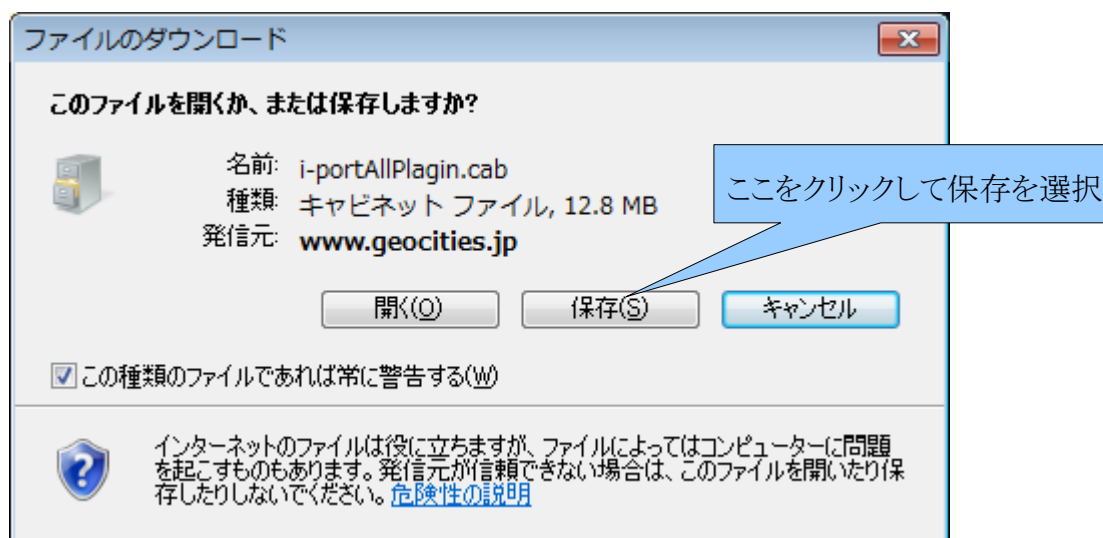 ファイルのダウンロード
このファイルを開くか、または保存しますか?
名前: i-portAllPlagin.cab
種類: キャビネット ファイル, 12.8 MB
発信元: www.geocities.jp
ここをクリックして保存を選択
開く(O) 保存(S) キャンセル
この種類のファイルであれば常に警告する(W)
インターネットのファイルは役に立ちますが、ファイルによってはコンピューターに問題
を起こすものもあります。発信元が信頼できない場合は、このファイルを開いたり保
存したりしないでください。危険性の説明